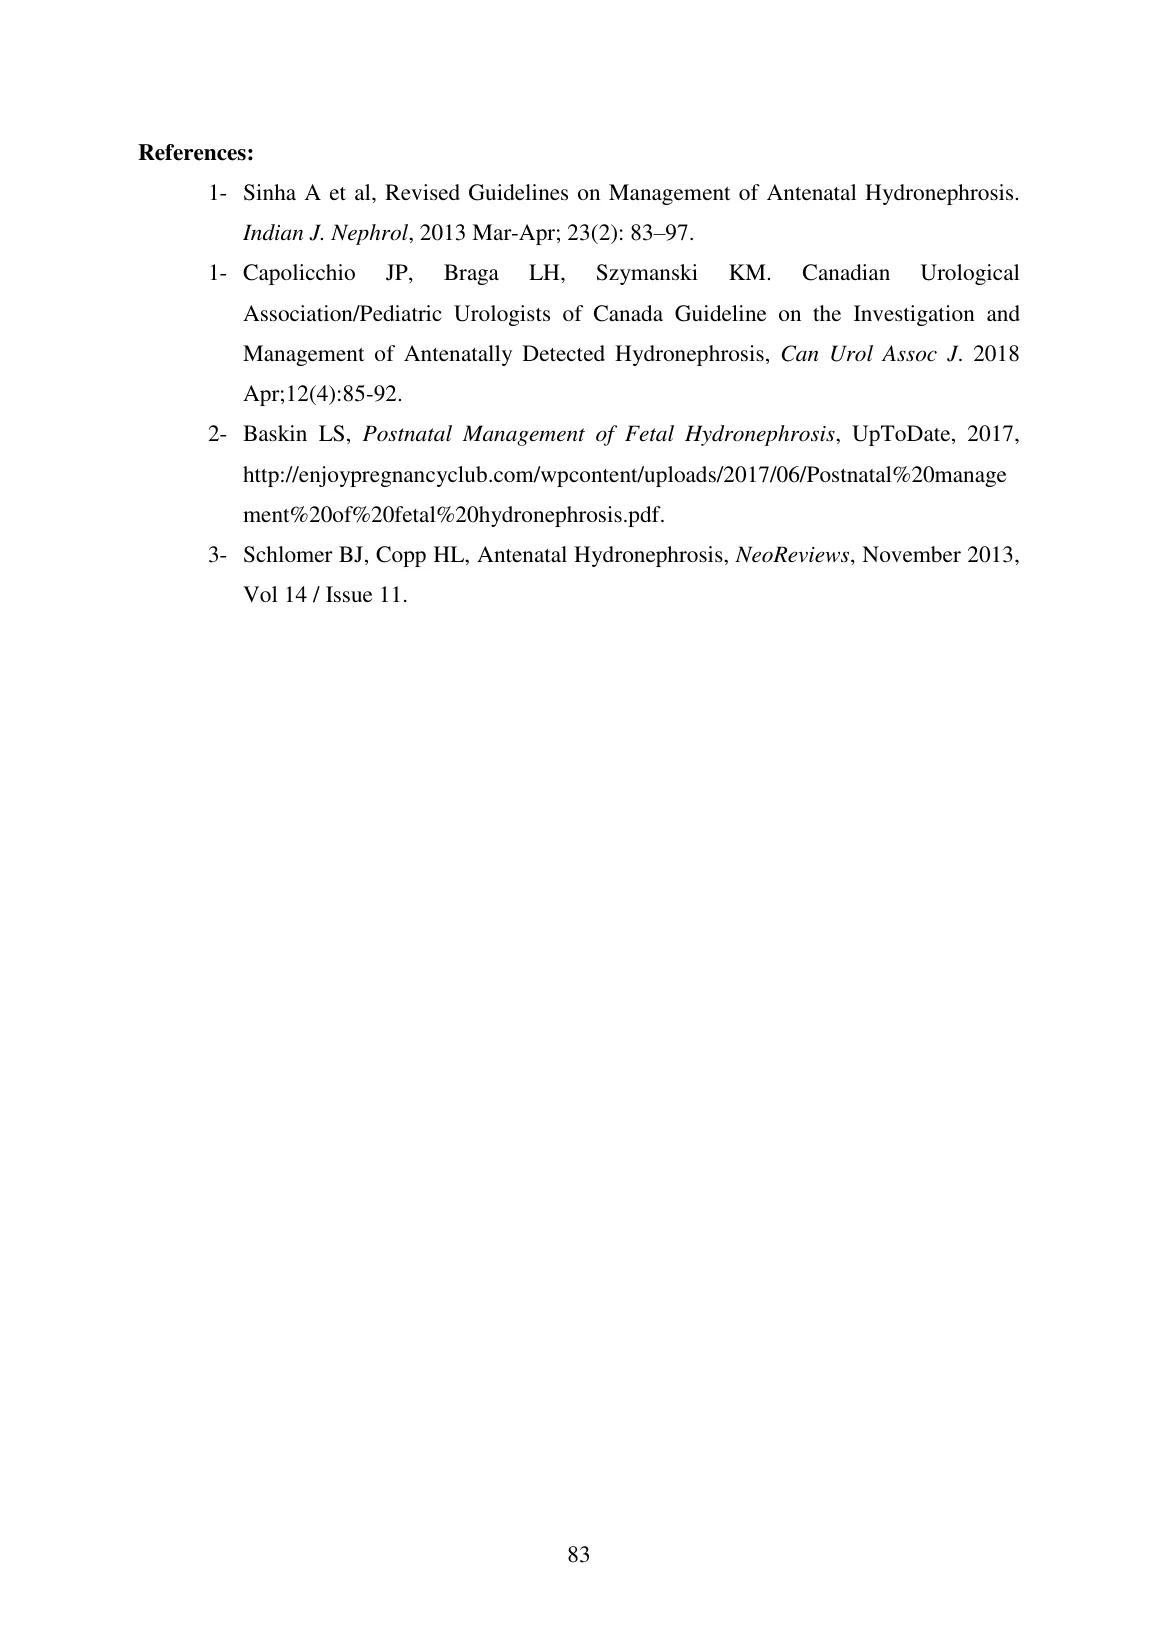 References:
1- Sinha A et al, Revised Guidelines on Management of Antenatal Hydronephrosis.
Indian J. Nephrol, 2013 Mar-Apr; 23(2): 83–97.
1- Capolicchio JP, Braga LH, Szymanski KM. Canadian Urological
Association/Pediatric Urologists of Canada Guideline on the Investigation and
Management of Antenatally Detected Hydronephrosis, Can Urol Assoc J. 2018
Apr;12(4):85-92.
2- Baskin LS, Postnatal Management of Fetal Hydronephrosis, UpToDate, 2017,
http://enjoypregnancyclub.com/wpcontent/uploads/2017/06/Postnatal%20manage
ment%20of%20fetal%20hydronephrosis.pdf.
3- Schlomer BJ, Copp HL, Antenatal Hydronephrosis, NeoReviews, November 2013,
Vol 14 / Issue 11.
83